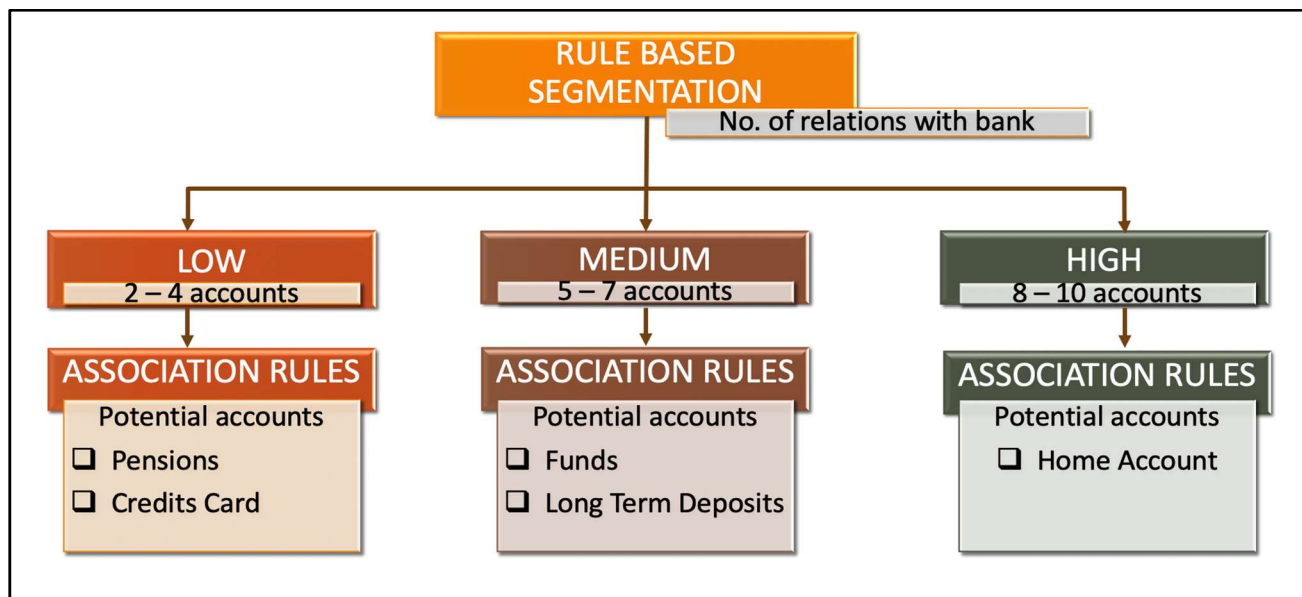 RULE BASED
SEGMENTATION
No. of relations with bank
LOW
2 – 4 accounts
MEDIUM
5 – 7 accounts
HIGH
8 – 10 accounts
ASSOCIATION RULES
Potential accounts
❑ Pensions
❑ Credits Card
ASSOCIATION RULES
Potential accounts
❑ Funds
❑ Long Term Deposits
ASSOCIATION RULES
Potential accounts
❑ Home Account